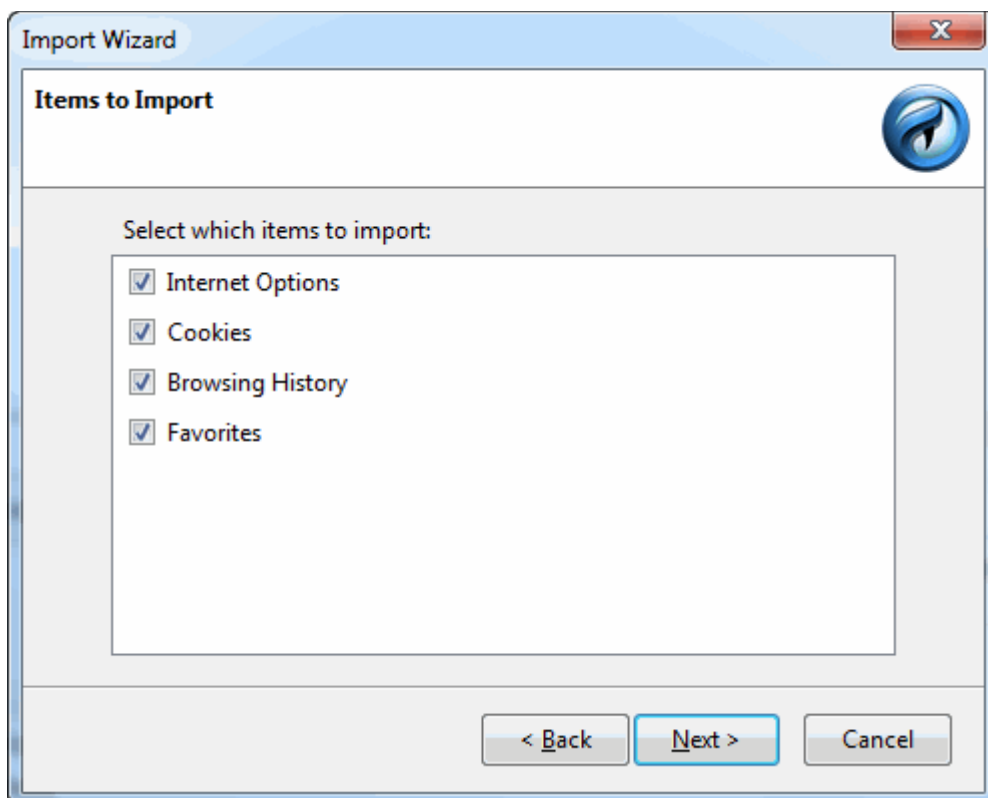 Import Wizard
Items to Import
Select which items to import:
Internet Options
Cookies
Browsing History
Favorites
< Back Next > Cancel